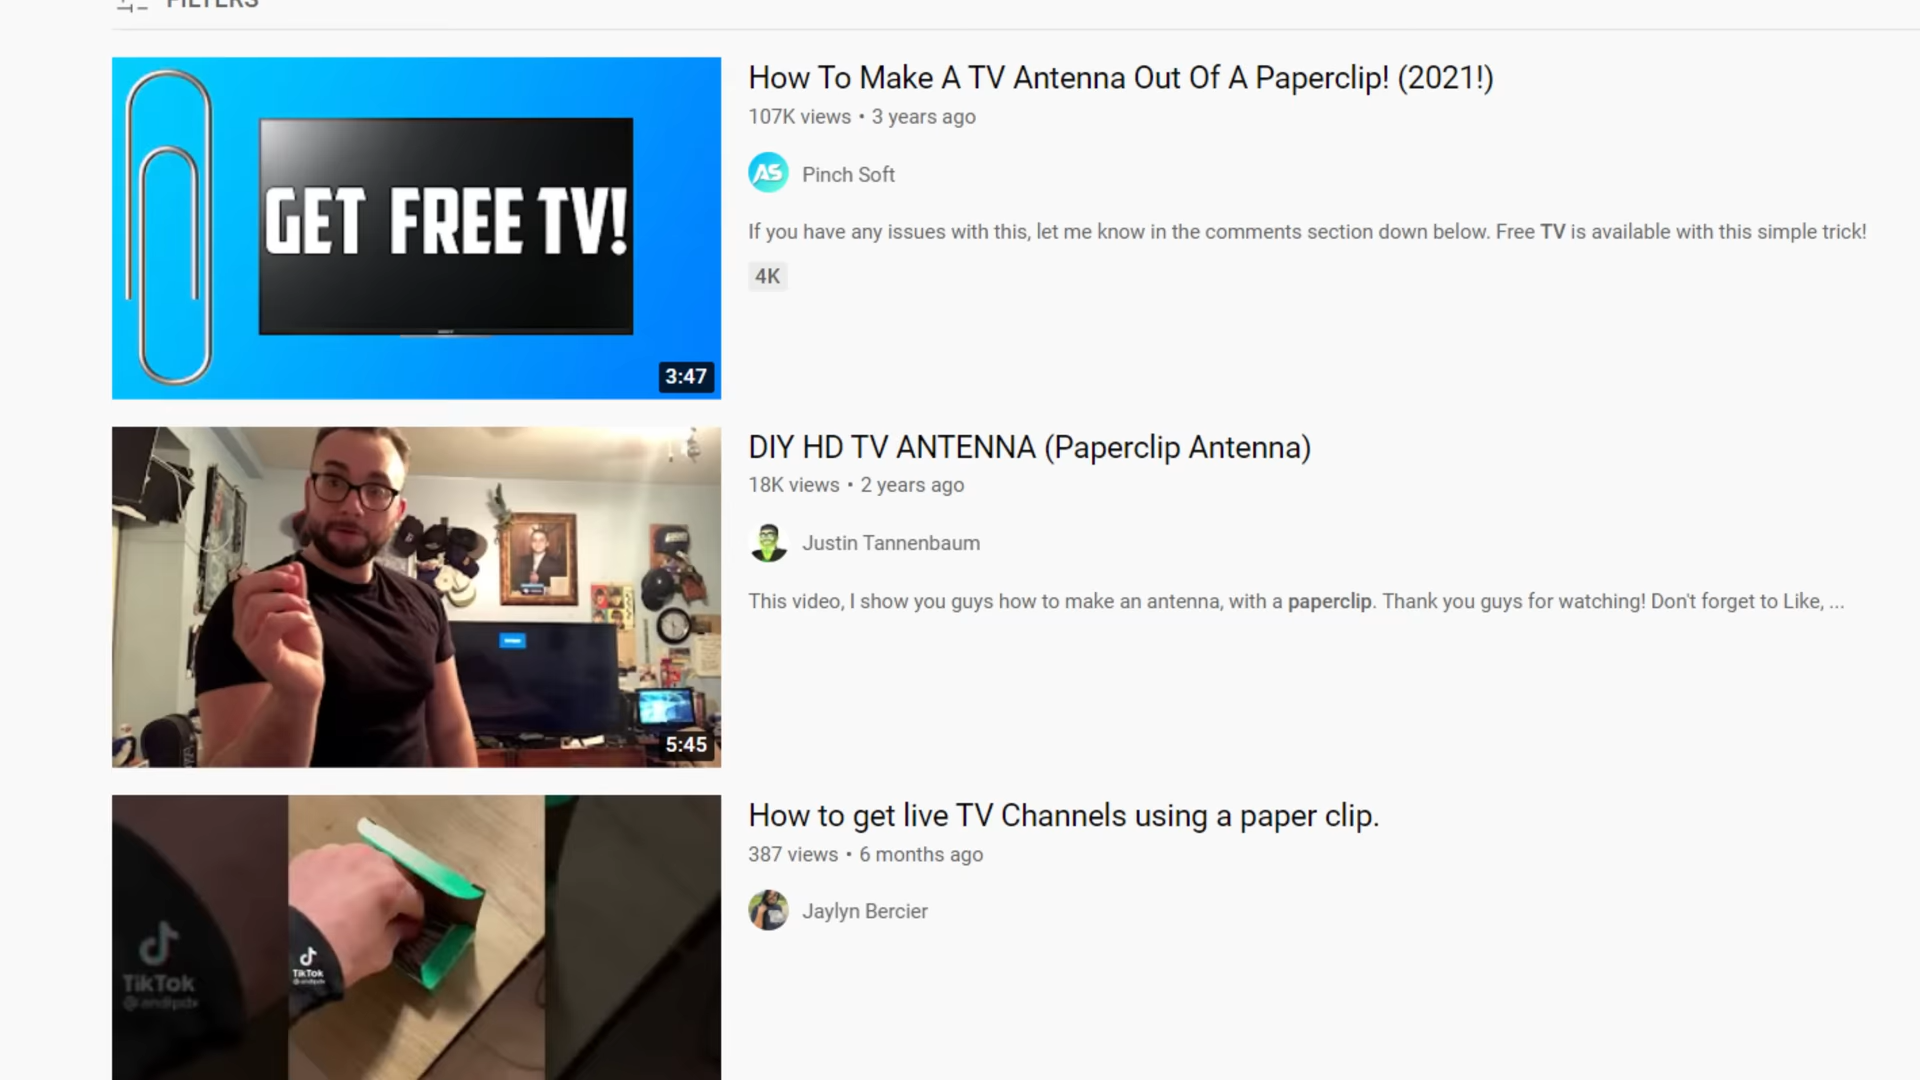 FILTERS
GET FREE TV!
3:47
How To Make A TV Antenna Out Of A Paperclip! (2021!)
107K views • 3 years ago
AS
Pinch Soft
If you have any issues with this, let me know in the comments section down below. Free TV is available with this simple trick!
4K
5:45
DIY HD TV ANTENNA (Paperclip Antenna)
18K views • 2 years ago
Justin Tannenbaum
This video, I show you guys how to make an antenna, with a paperclip. Thank you guys for watching! Don't forget to Like, ...
TikTok
TikTok
How to get live TV Channels using a paper clip.
387 views • 6 months ago
Jaylyn Bercier